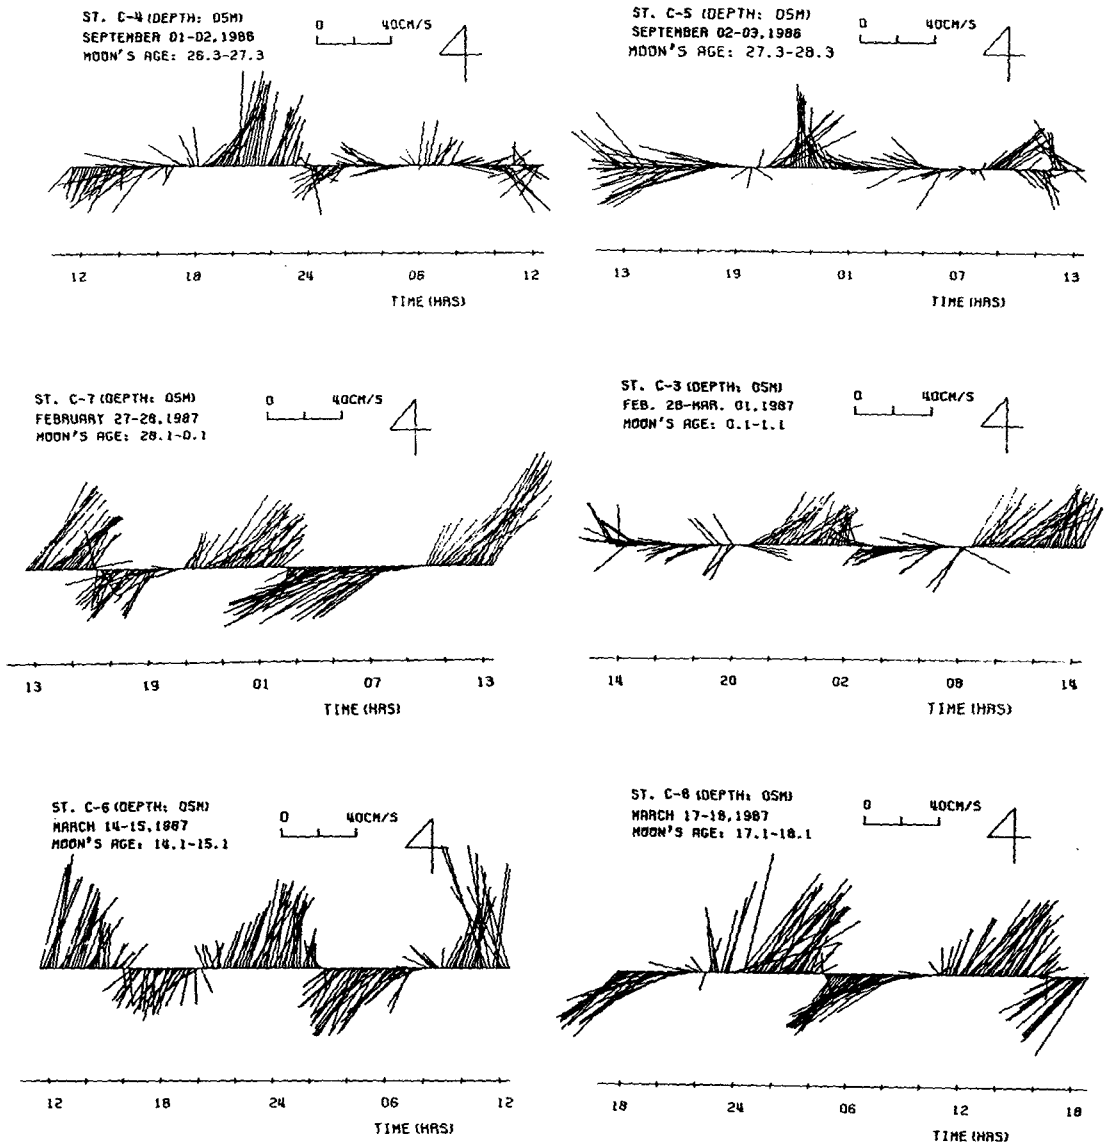 ST. C-4 (DEPTH: 05M)
SEPTEMBER 01-02,1986
MOON'S AGE: 26.3-27.3
0 40CM/S
12 18 24 06 12
TIME (HRS)
ST. C-5 (DEPTH: 05M)
SEPTEMBER 02-03,1986
MOON'S AGE: 27.3-28.3
0 40CM/S
13 19 01 07 13
TIME (HRS)
ST. C-7 (DEPTH: 05M)
FEBRUARY 27-28,1987
MOON'S AGE: 28.1-0.1
0 40CM/S
13 19 01 07 13
TIME (HRS)
ST. C-3 (DEPTH: 05M)
FEB. 28-MAR. 01,1987
MOON'S AGE: 0.1-1.1
0 40CM/S
14 20 02 08 14
TIME (HRS)
ST. C-6 (DEPTH: 05M)
MARCH 14-15,1987
MOON'S AGE: 14.1-15.1
0 40CM/S
12 18 24 06 12
TIME (HRS)
ST. C-8 (DEPTH: 05M)
MARCH 17-18,1987
MOON'S AGE: 17.1-18.1
0 40CM/S
18 24 06 12 18
TIME (HRS)